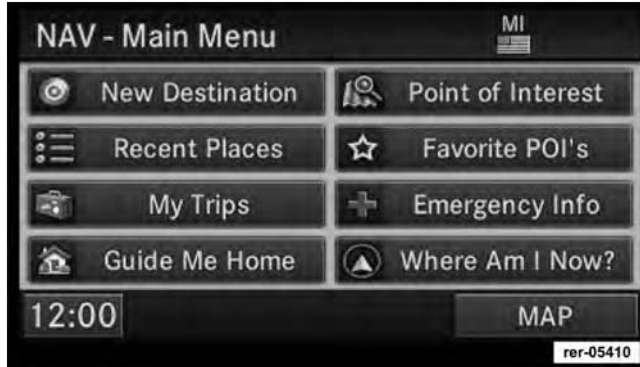 NAV - Main Menu
MI
New Destination
Point of Interest
Recent Places
Favorite POI's
My Trips
Emergency Info
Guide Me Home
Where Am I Now?
12:00
MAP
rer-05410